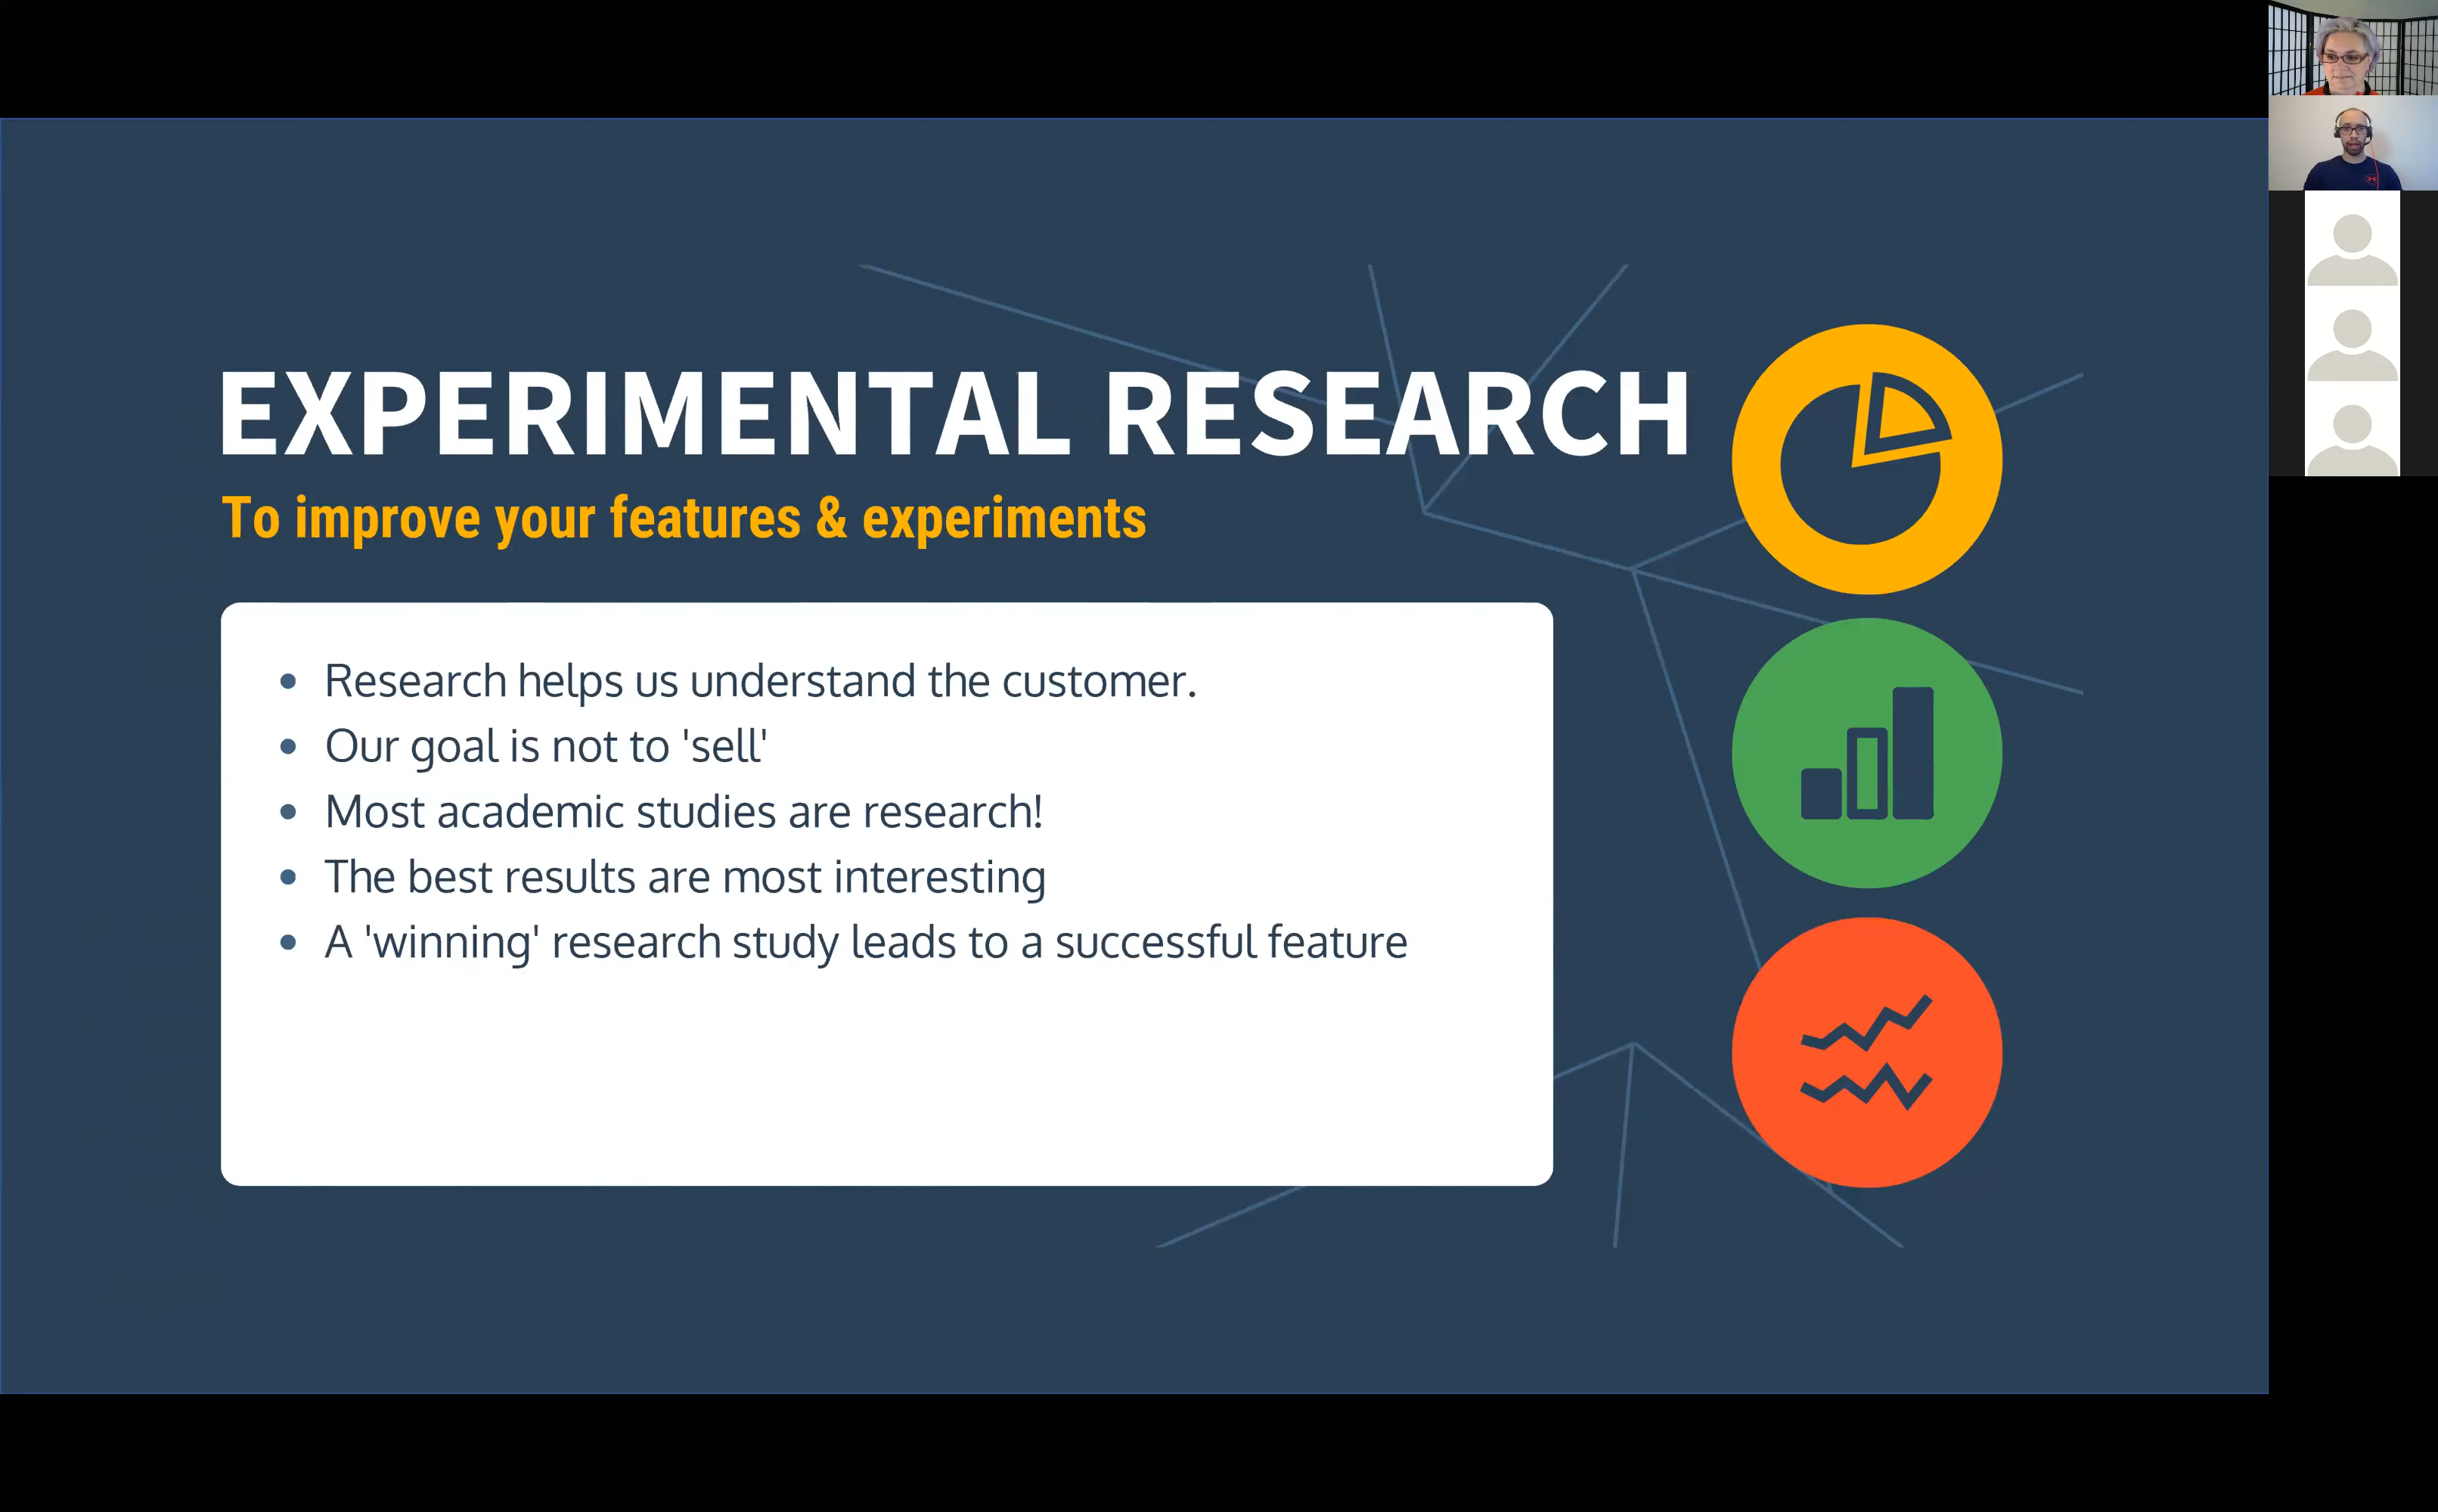 EXPERIMENTAL RESEARCH
To improve your features & experiments
• Research helps us understand the customer.
• Our goal is not to 'sell'
• Most academic studies are research!
• The best results are most interesting
• A 'winning' research study leads to a successful feature